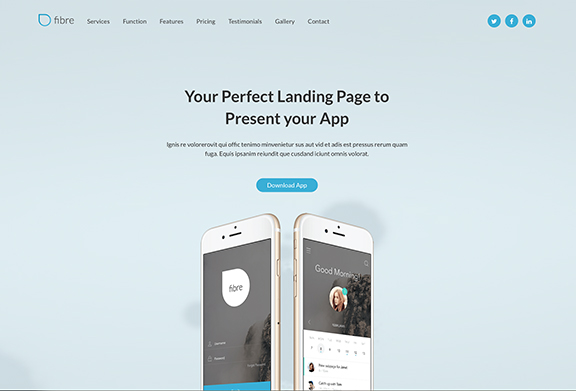 fibre
Services Function Features Pricing Testimonials Gallery Contact
Your Perfect Landing Page to
Present your App
Ignis re volorerovit qui offic tenimo minvenietur sus aut vid et adis est pressus rerum quam
fuga. Equis ipsanim reiundit que cusdand iciunt omnis volorat.
Download App
fibre
Good Morning